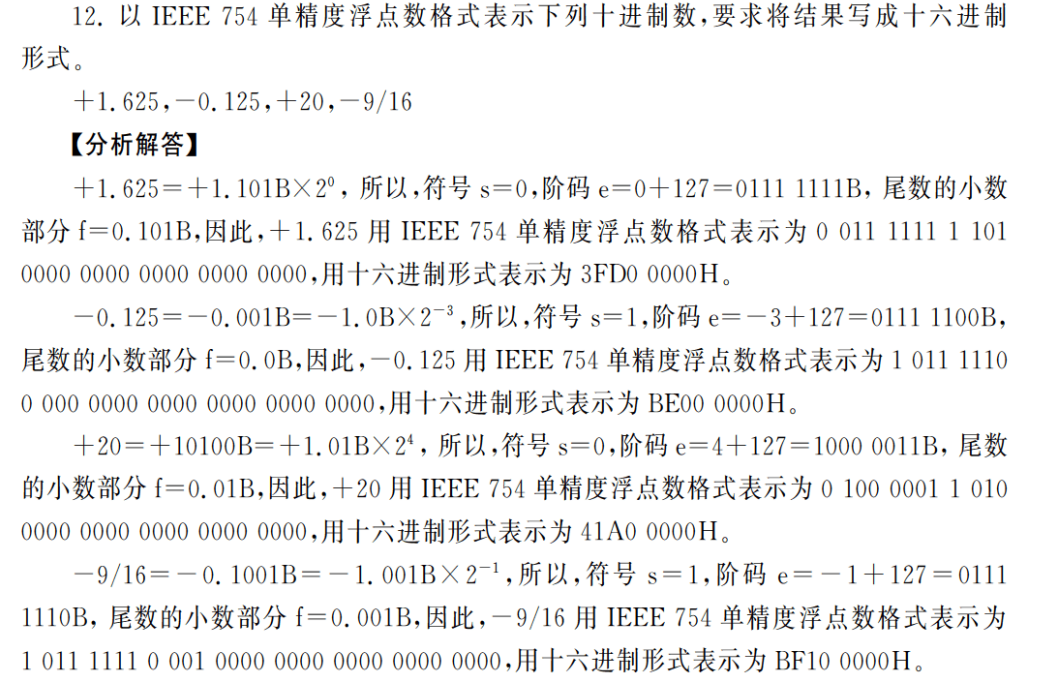 12. 以 IEEE 754 单精度浮点数格式表示下列十进制数,要求将结果写成十六进制
形式。
+1.625,-0.125,+20,-9/16
【分析解答】
+1.625=+1.101B×2⁰, 所以,符号 s=0,阶码 e=0+127=0111 1111B, 尾数的小数
部分 f=0.101B,因此,+1.625 用 IEEE 754 单精度浮点数格式表示为 0 011 1111 1 101
0000 0000 0000 0000 0000,用十六进制形式表示为 3FD0 0000H。
-0.125=-0.001B=-1.0B×2⁻³,所以,符号 s=1,阶码 e=-3+127=0111 1100B,
尾数的小数部分 f=0.0B,因此,-0.125 用 IEEE 754 单精度浮点数格式表示为 1 011 1110
0 000 0000 0000 0000 0000 0000,用十六进制形式表示为 BE00 0000H。
+20=+10100B=+1.01B×2⁴, 所以,符号 s=0,阶码 e=4+127=1000 0011B, 尾数
的小数部分 f=0.01B,因此,+20 用 IEEE 754 单精度浮点数格式表示为 0 100 0001 1 010
0000 0000 0000 0000 0000,用十六进制形式表示为 41A0 0000H。
-9/16=-0.1001B=-1.001B×2⁻¹,所以,符号 s=1,阶码 e=-1+127=0111
1110B, 尾数的小数部分 f=0.001B,因此,-9/16 用 IEEE 754 单精度浮点数格式表示为
1 011 1111 0 001 0000 0000 0000 0000 0000,用十六进制形式表示为 BF10 0000H。